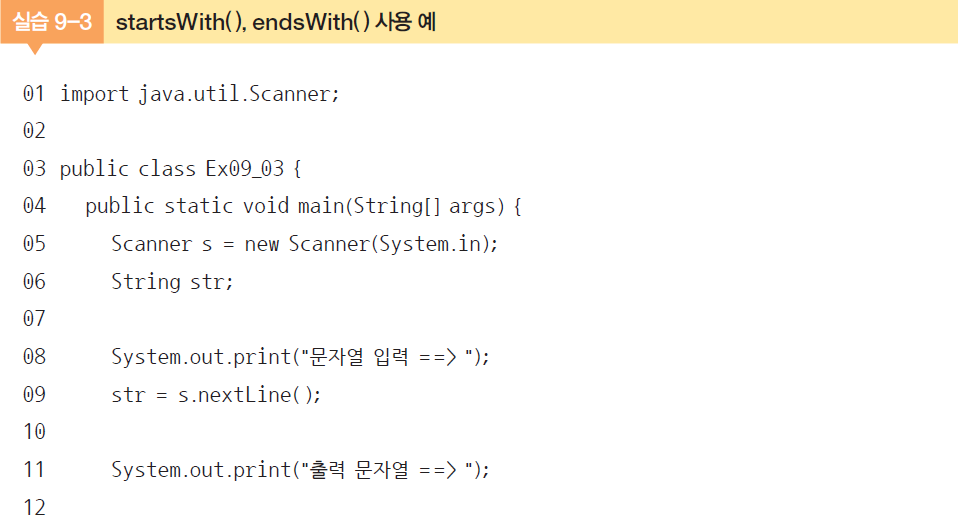 실습 9-3 startsWith( ), endsWith( ) 사용 예
01 import java.util.Scanner;
02
03 public class Ex09_03 {
04 public static void main(String[] args) {
05 Scanner s = new Scanner(System.in);
06 String str;
07
08 System.out.print("문자열 입력 ==> ");
09 str = s.nextLine( );
10
11 System.out.print("출력 문자열 ==> ");
12